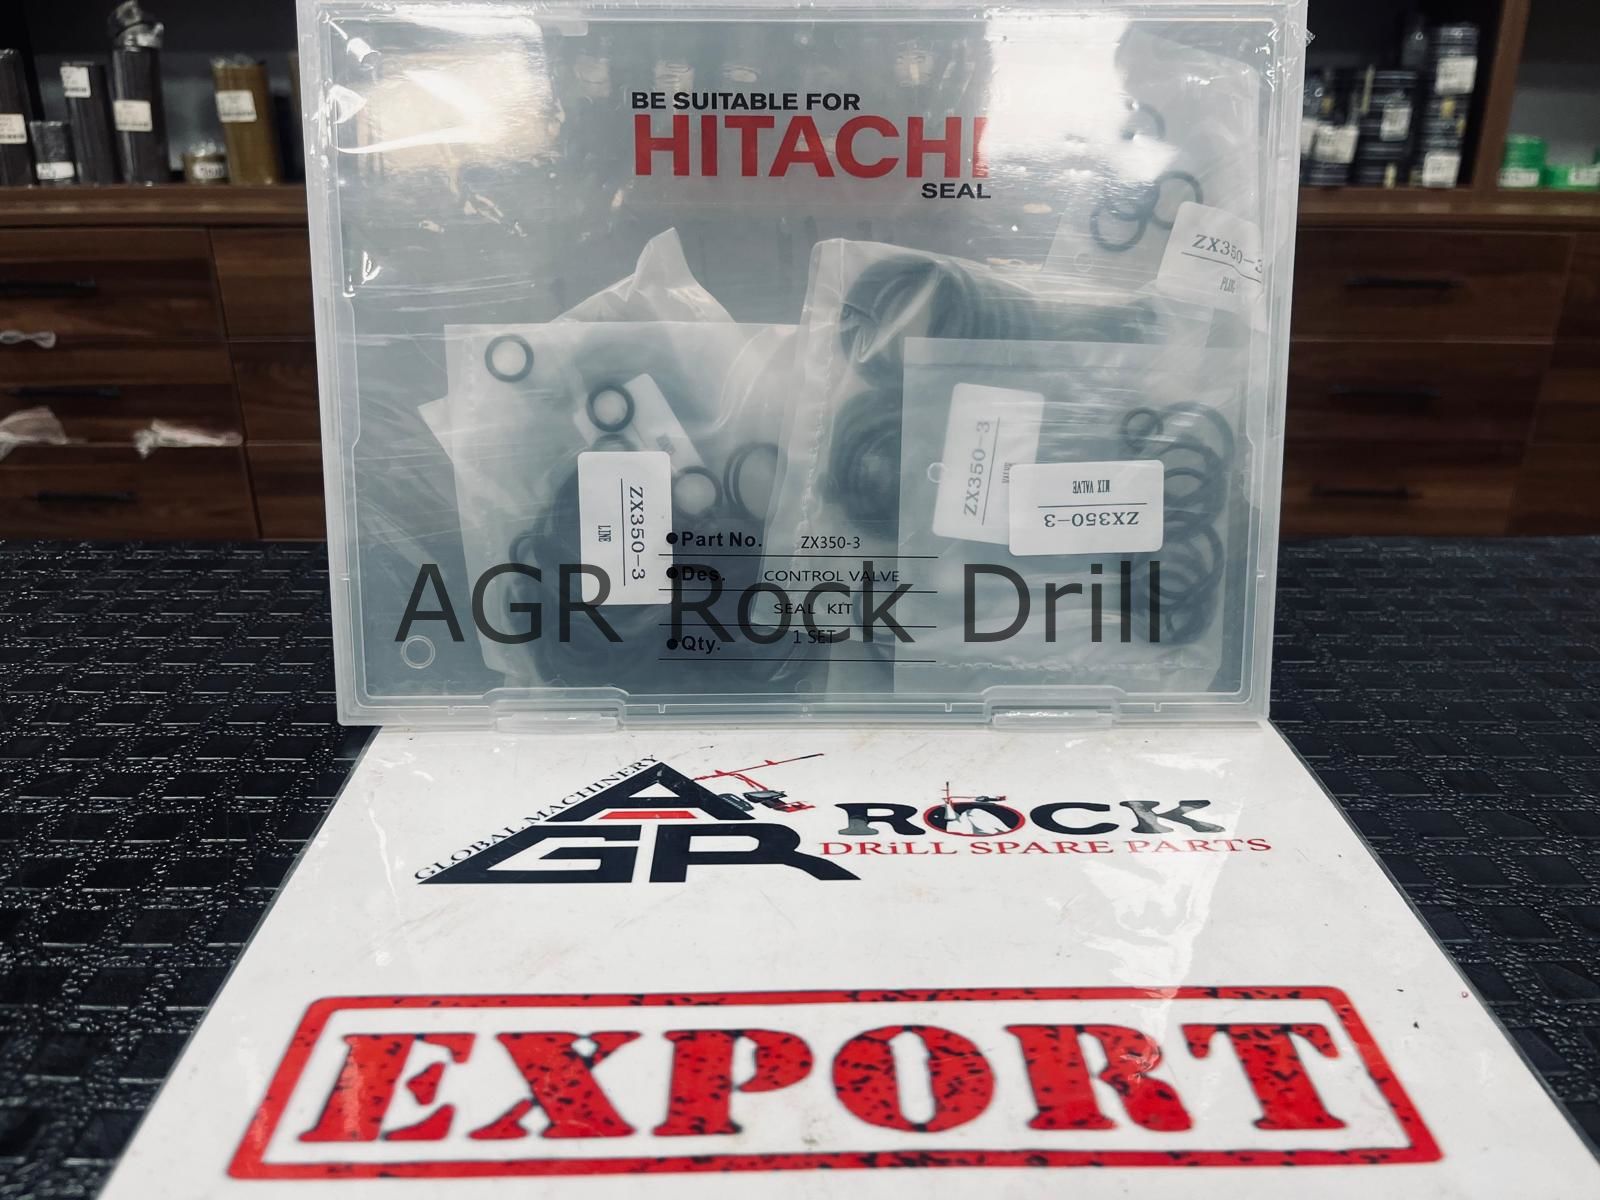 BE SUITABLE FOR
HITACHI
SEAL
ZX350-3
PLUG
ZX350-3
LINE
ZX350-3
MIX VALVE
ZX350-3
Part No. ZX350-3
Des. CONTROL VALVE
SEAL KIT
Qty. 1 SET
AGR Rock Drill
GLOBAL MACHINERY
AGR
ROCK
DRiLL SPARE PARTS
EXPORT